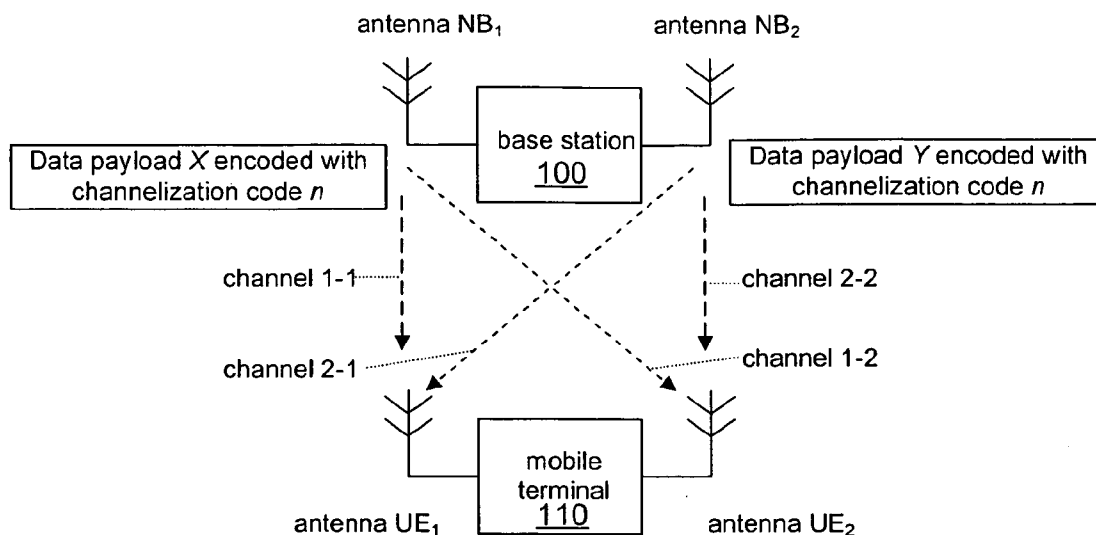 antenna NB1
antenna NB2
base station
100
Data payload X encoded with
channelization code n
Data payload Y encoded with
channelization code n
channel 1-1
channel 2-2
channel 2-1
channel 1-2
mobile
terminal
110
antenna UE1
antenna UE2